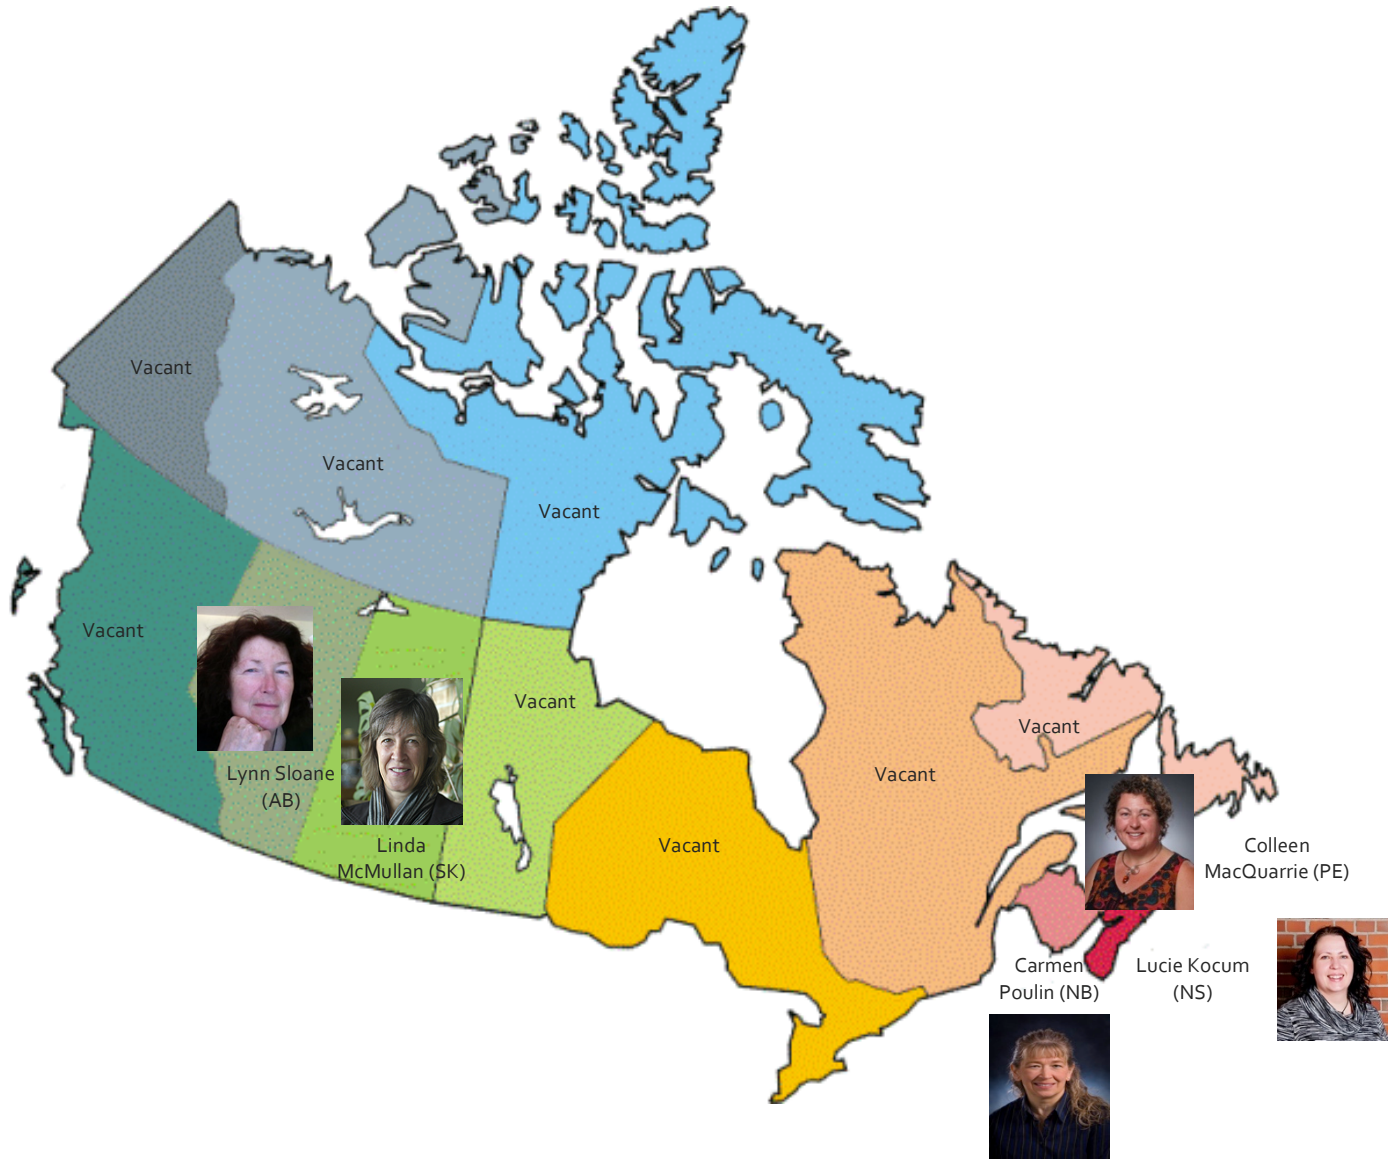 Vacant
Vacant
Vacant
Vacant
Vacant
Vacant
Vacant
Vacant
Lynn Sloane
(AB)
Linda
McMullan (SK)
Colleen
MacQuarrie (PE)
Carmen
Poulin (NB)
Lucie Kocum
(NS)